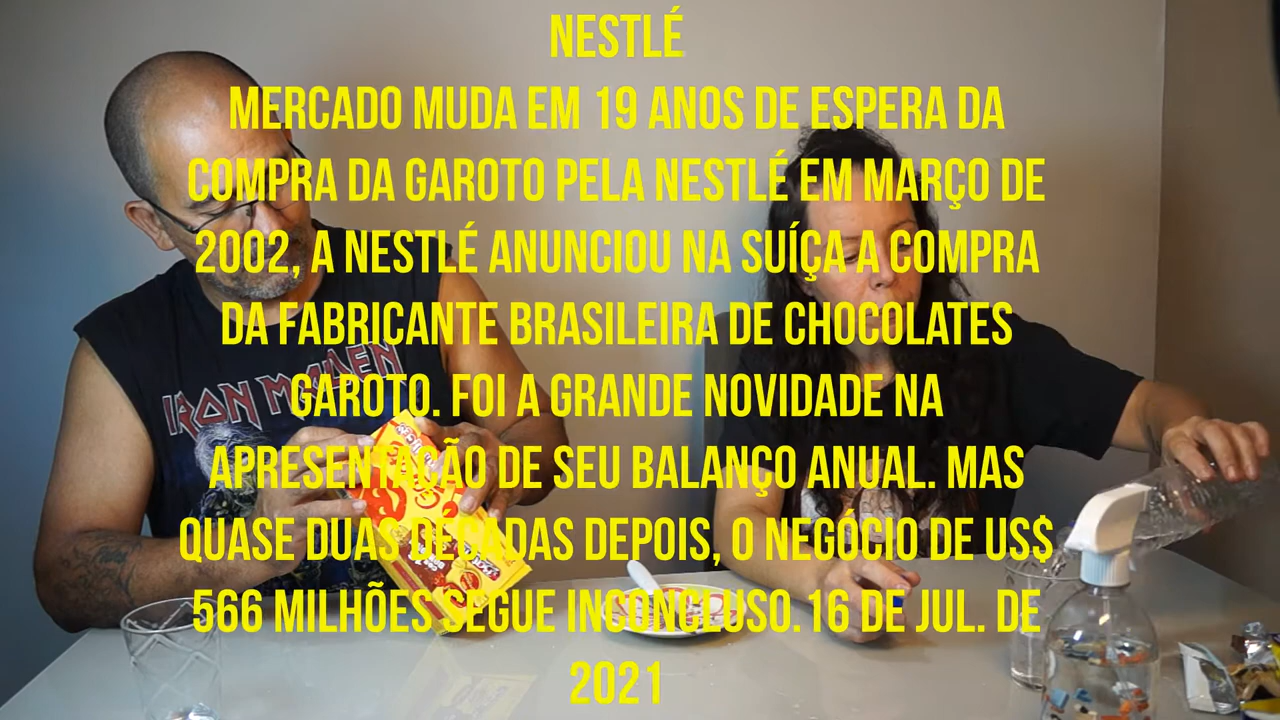 NESTLÉ
MERCADO MUDA EM 19 ANOS DE ESPERA DA
COMPRA DA GAROTO PELA NESTLÉ EM MARÇO DE
2002, A NESTLÉ ANUNCIOU NA SUÍÇA A COMPRA
DA FABRICANTE BRASILEIRA DE CHOCOLATES
GAROTO. FOI A GRANDE NOVIDADE NA
APRESENTAÇÃO DE SEU BALANÇO ANUAL. MAS
QUASE DUAS DÉCADAS DEPOIS, O NEGÓCIO DE US$
566 MILHÕES SEGUE INCONCLUSO. 16 DE JUL. DE
2021
IRON MAIDEN